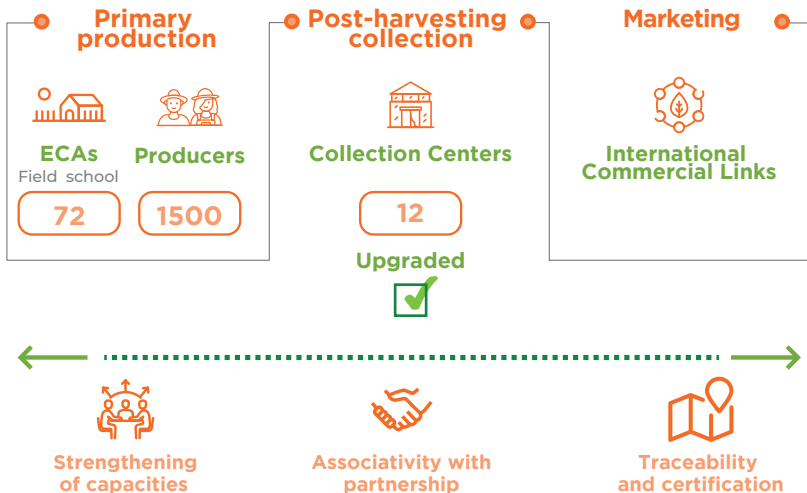 Primary
production
Post-harvesting
collection
Marketing
ECAs
Field school
72
Producers
1500
Collection Centers
12
Upgraded
International
Commercial Links
Strengthening
of capacities
Associativity with
partnership
Traceability
and certification